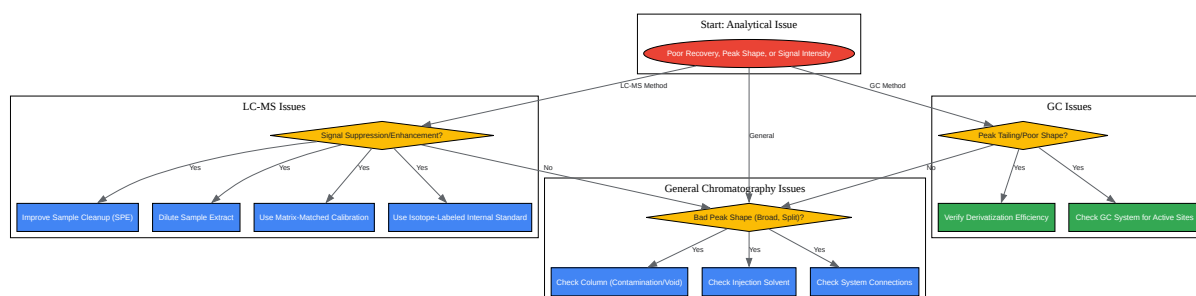 Start: Analytical Issue
Poor Recovery, Peak Shape, or Signal Intensity
LC-MS Method
GC Method
General
LC-MS Issues
Signal Suppression/Enhancement?
Yes
Yes
Yes
Yes
No
Improve Sample Cleanup (SPE)
Dilute Sample Extract
Use Matrix-Matched Calibration
Use Isotope-Labeled Internal Standard
GC Issues
Peak Tailing/Poor Shape?
No
Yes
Yes
Verify Derivatization Efficiency
Check GC System for Active Sites
General Chromatography Issues
Bad Peak Shape (Broad, Split)?
Yes
Yes
Yes
Check Column (Contamination/Void)
Check Injection Solvent
Check System Connections